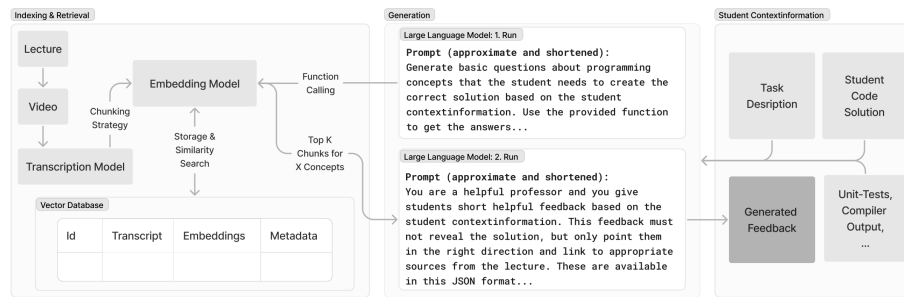 Indexing & Retrieval
Lecture
Video
Transcription Model
Chunking
Strategy
Embedding Model
Storage &
Similarity
Search
Vector Database
Id
Transcript
Embeddings
Metadata
Function
Calling
Top K
Chunks for
X Concepts
Generation
Large Language Model: 1. Run
Prompt (approximate and shortened):
Generate basic questions about programming
concepts that the student needs to create the
correct solution based on the student
contextinformation. Use the provided function
to get the answers...
Large Language Model: 2. Run
Prompt (approximate and shortened):
You are a helpful professor and you give
students short helpful feedback based on the
student contextinformation. This feedback must
not reveal the solution, but only point them
in the right direction and link to appropriate
sources from the lecture. These are available
in this JSON format...
Student Contextinformation
Task
Desription
Student
Code
Solution
Generated
Feedback
Unit-Tests,
Compiler
Output,
...